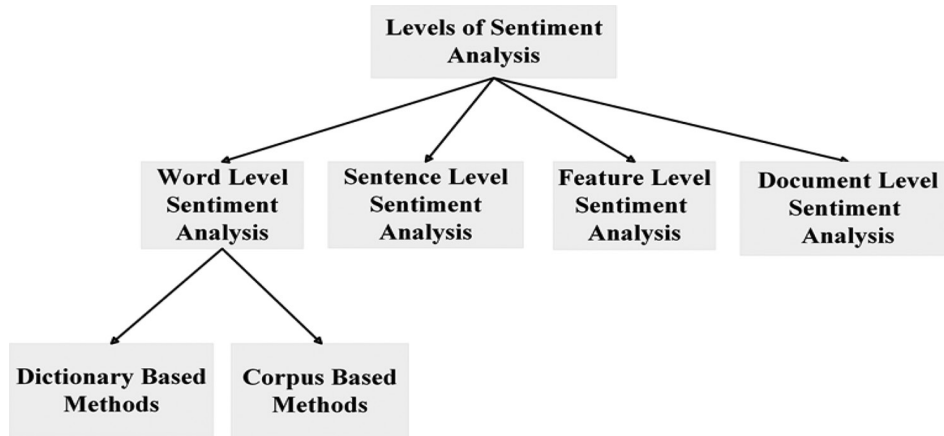 Levels of Sentiment
Analysis
Word Level
Sentiment
Analysis
Sentence Level
Sentiment
Analysis
Feature Level
Sentiment
Analysis
Document Level
Sentiment
Analysis
Dictionary Based
Methods
Corpus Based
Methods